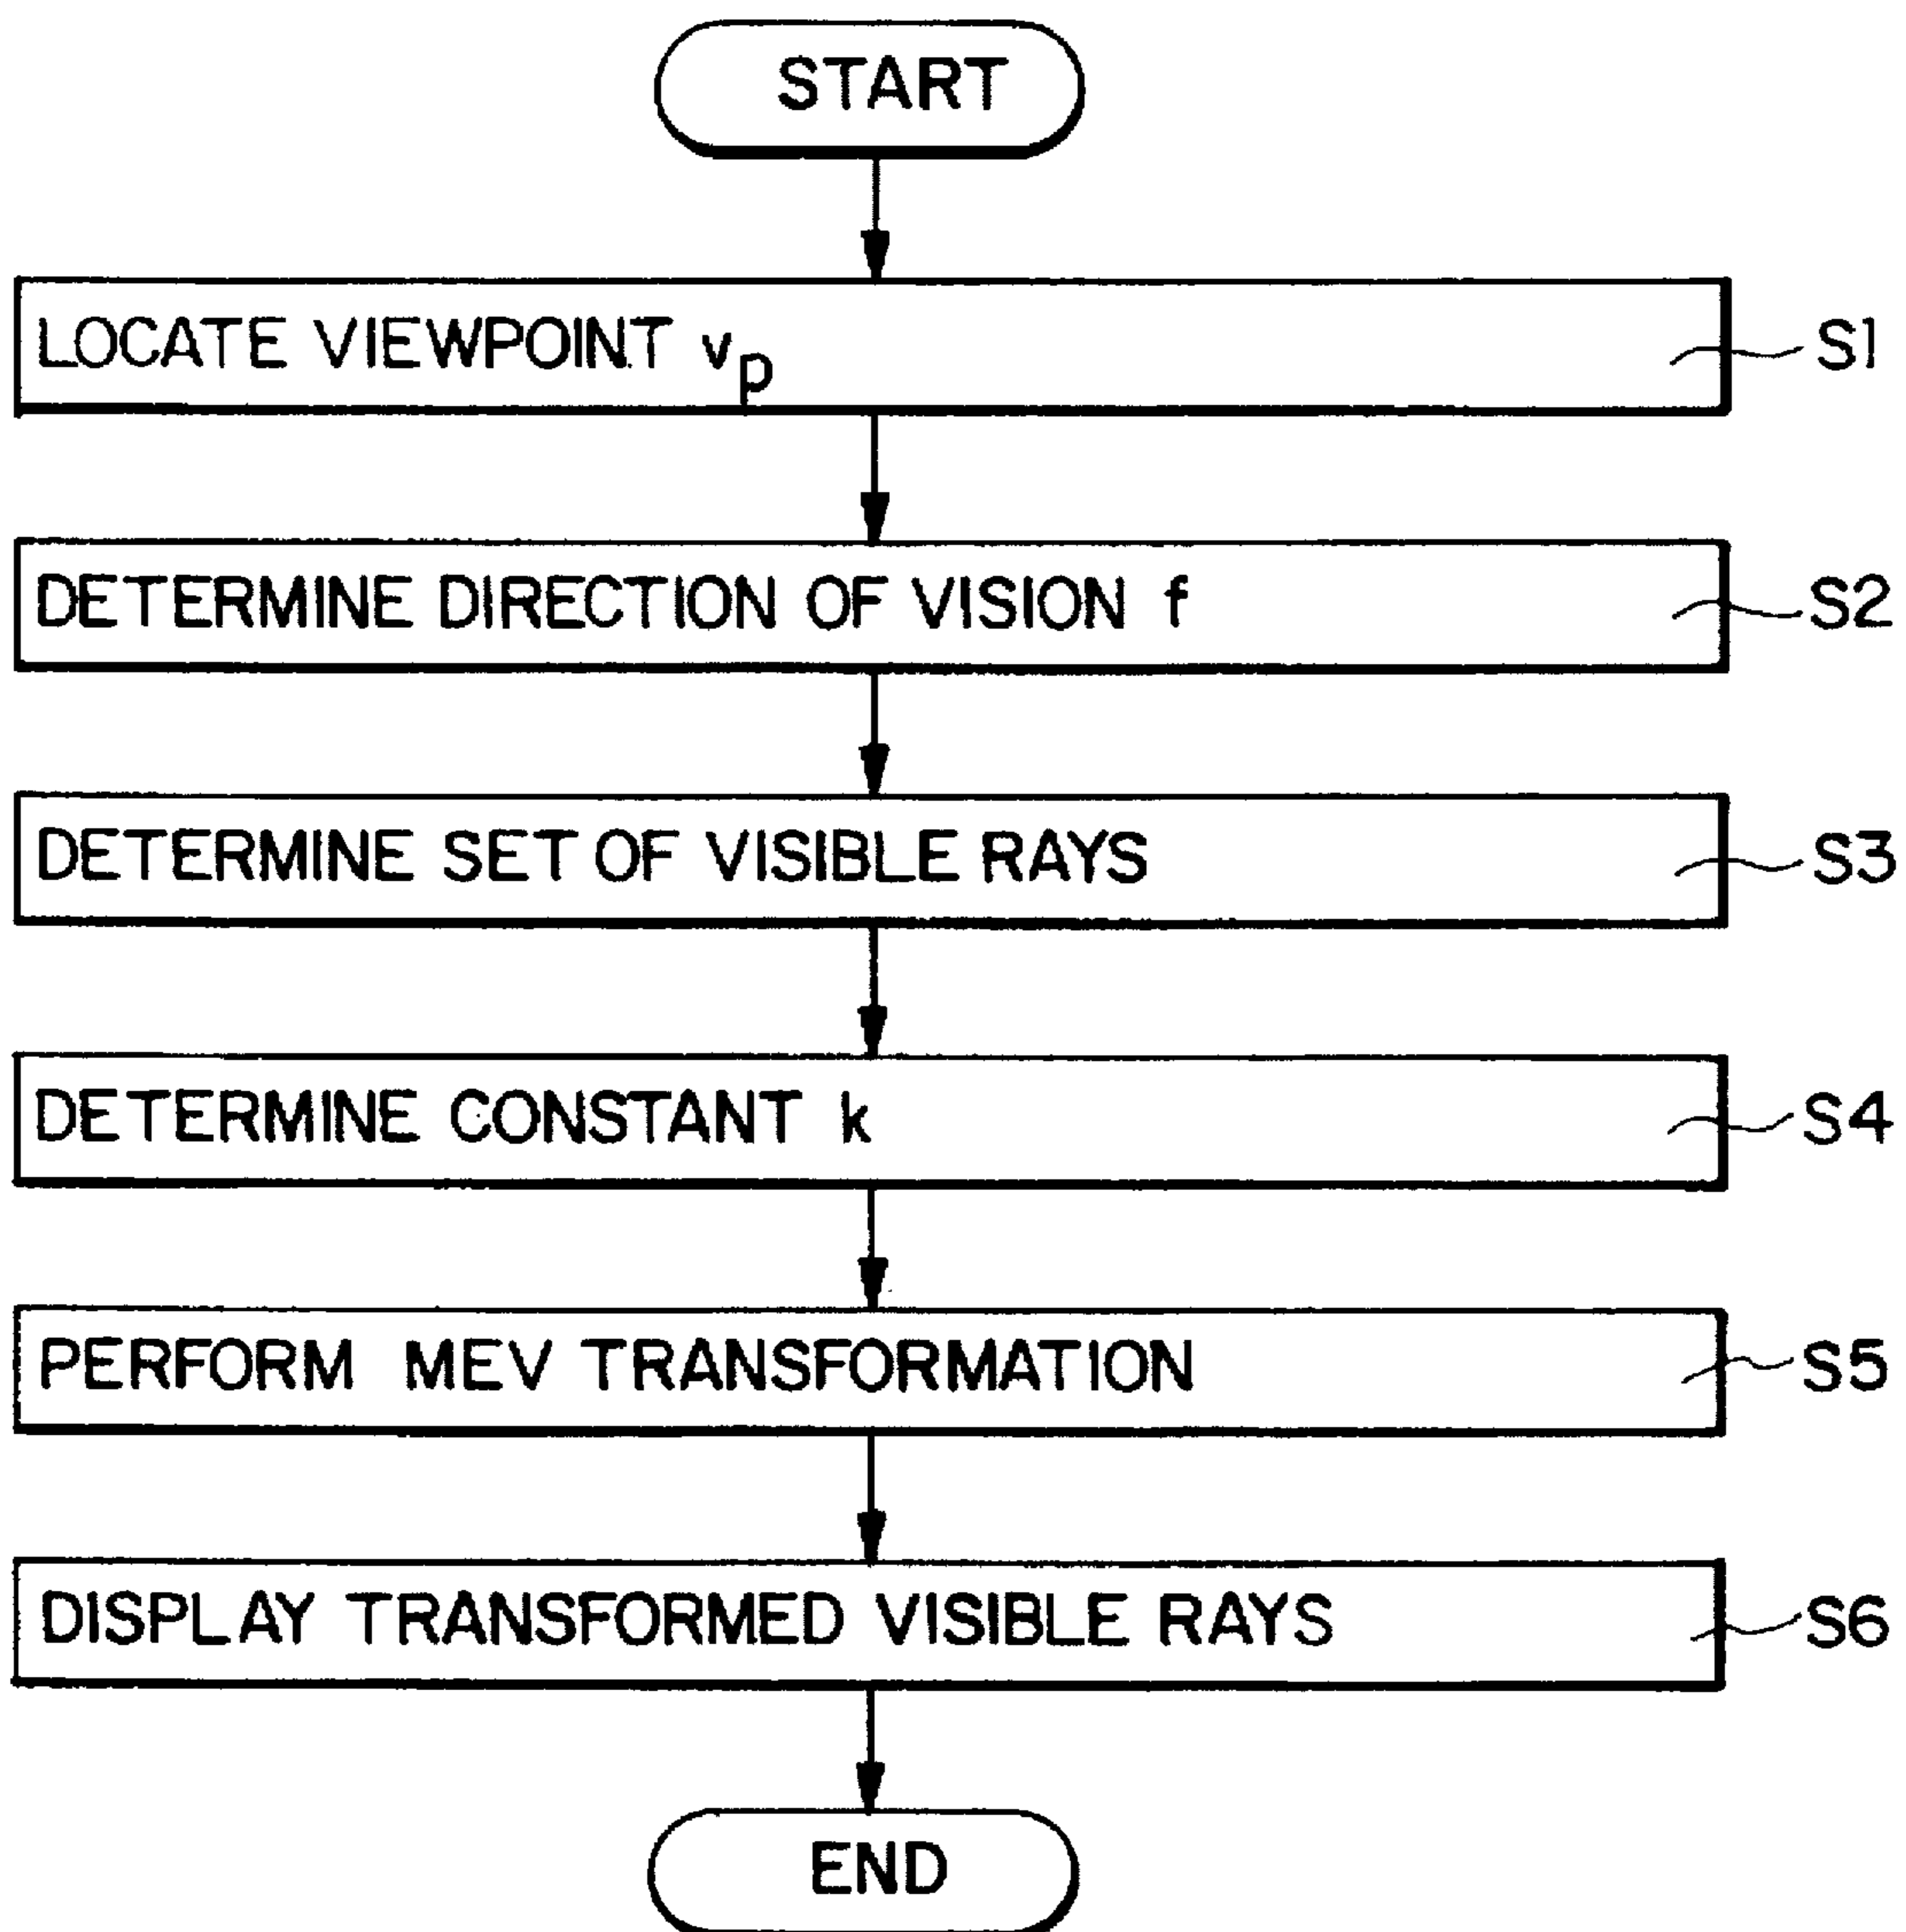 START
LOCATE VIEWPOINT vp S1
DETERMINE DIRECTION OF VISION f S2
DETERMINE SET OF VISIBLE RAYS S3
DETERMINE CONSTANT k S4
PERFORM MEV TRANSFORMATION S5
DISPLAY TRANSFORMED VISIBLE RAYS S6
END